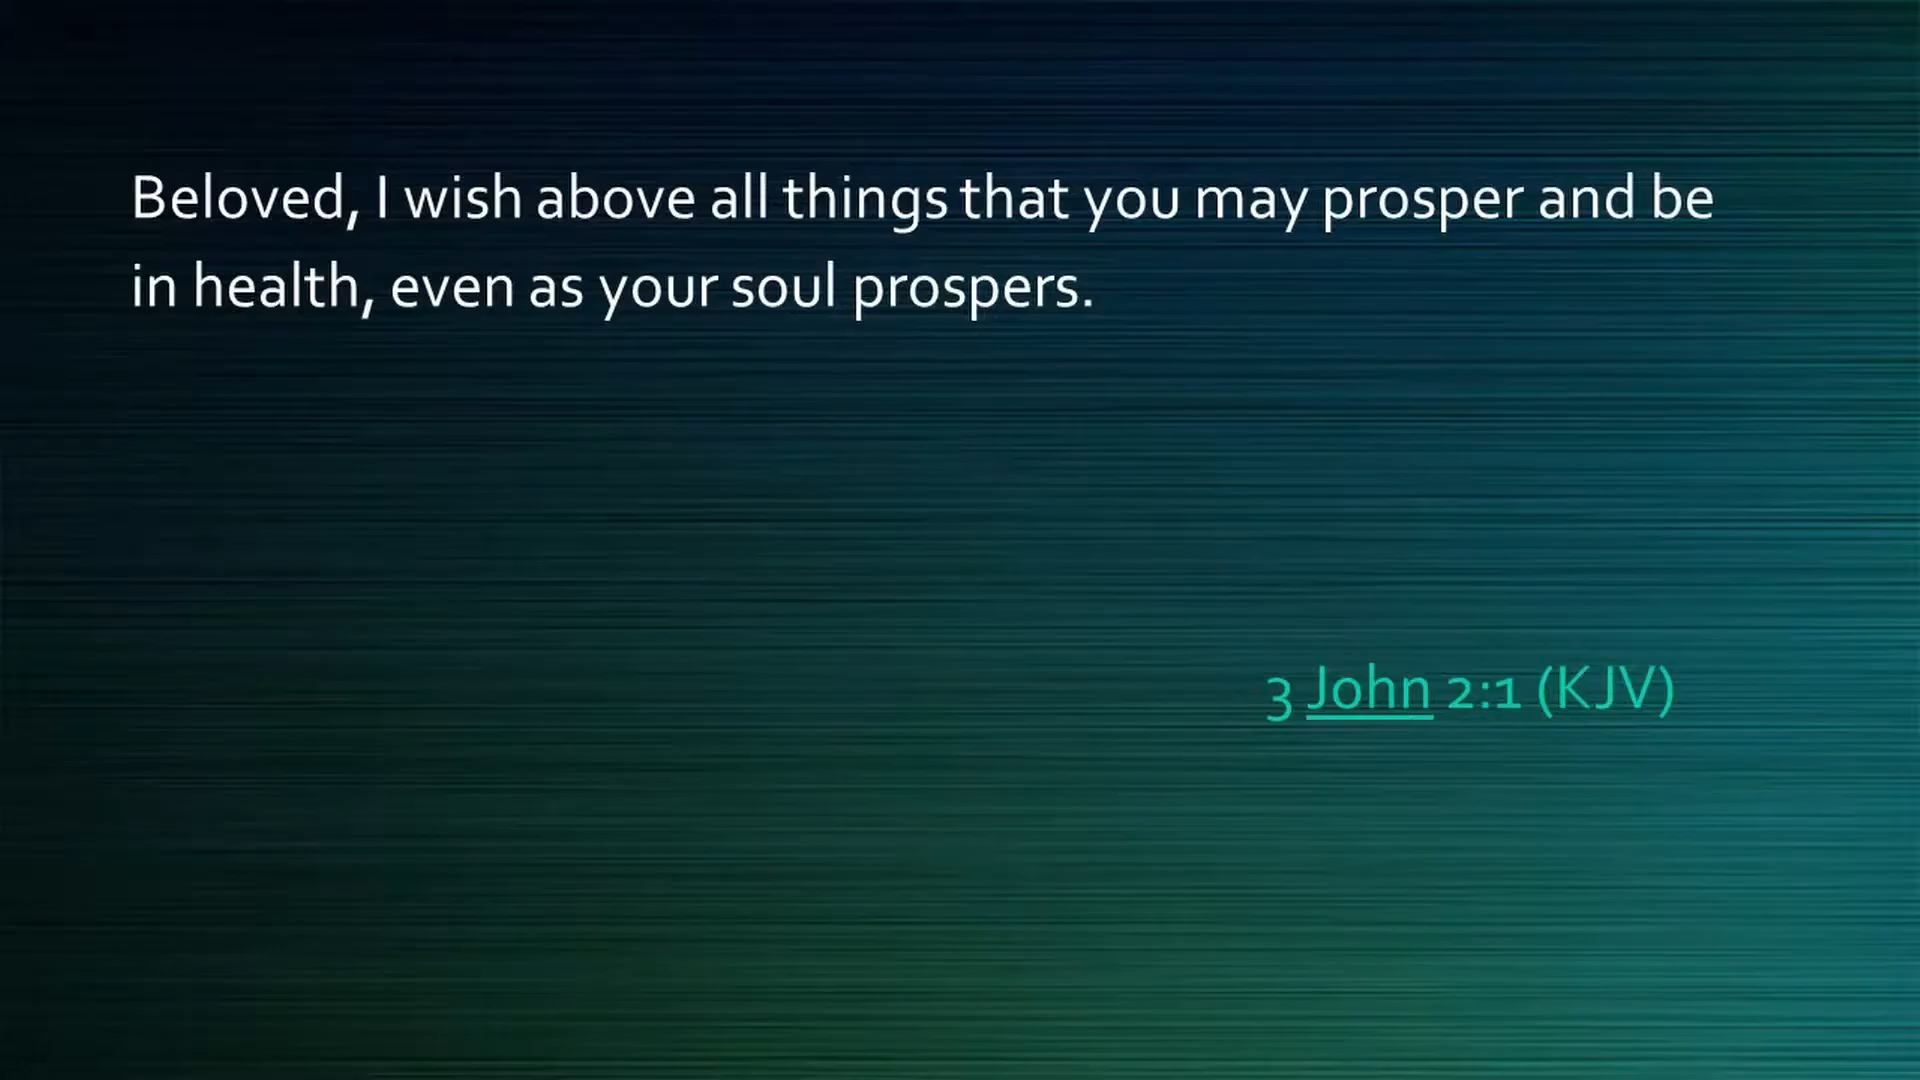 Beloved, I wish above all things that you may prosper and be
in health, even as your soul prospers.
3 John 2:1 (KJV)